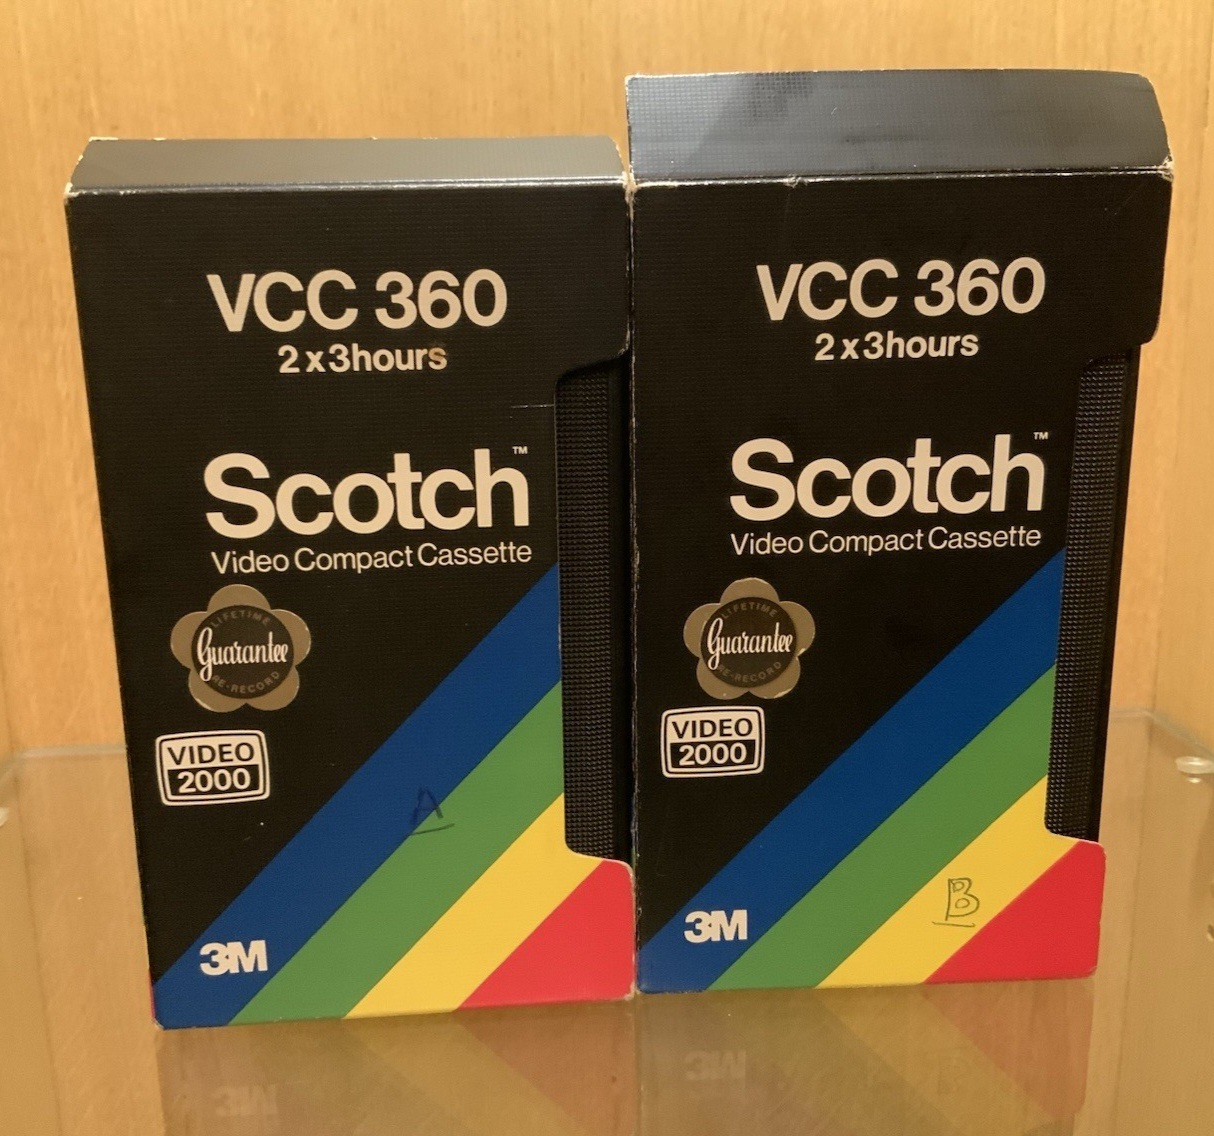 VCC 360
2 x 3hours
Scotch™
Video Compact Cassette
LIFETIME
Guarantee
RE-RECORD
VIDEO
2000
A
3M
VCC 360
2 x 3hours
Scotch™
Video Compact Cassette
LIFETIME
Guarantee
RE-RECORD
VIDEO
2000
B
3M